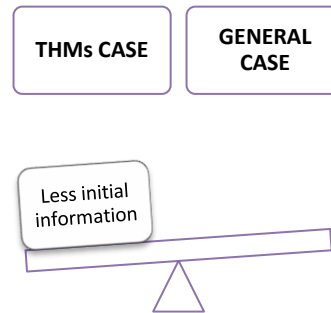 THMs CASE
GENERAL
CASE
Less initial
information